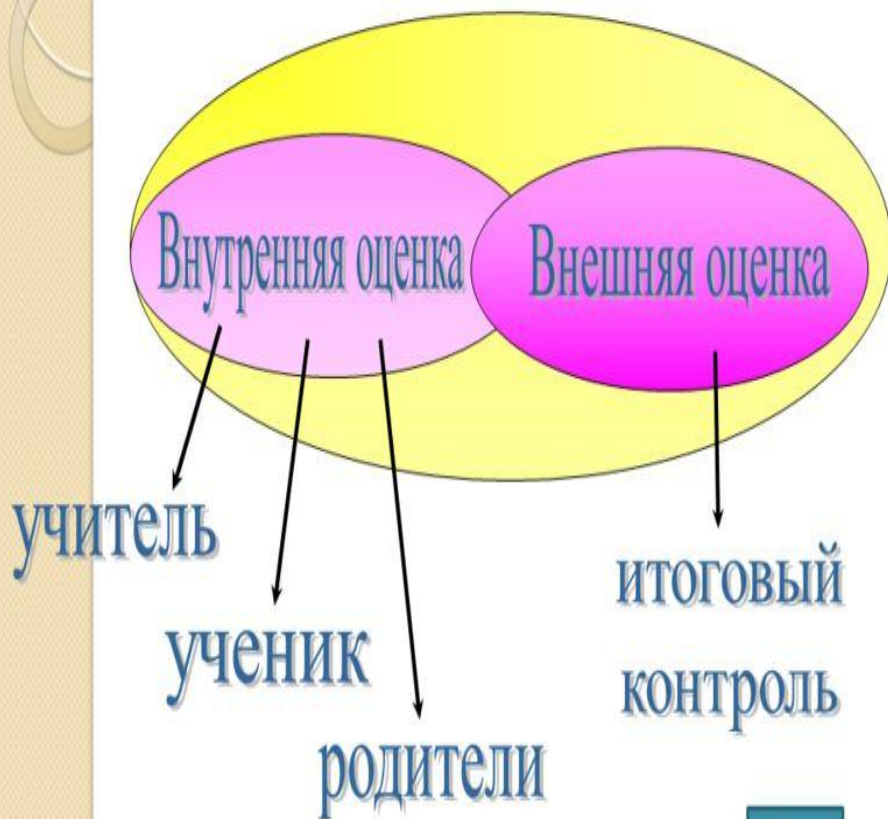 Внутренняя оценка
Внешняя оценка
учитель
ученик
родители
итоговый
контроль